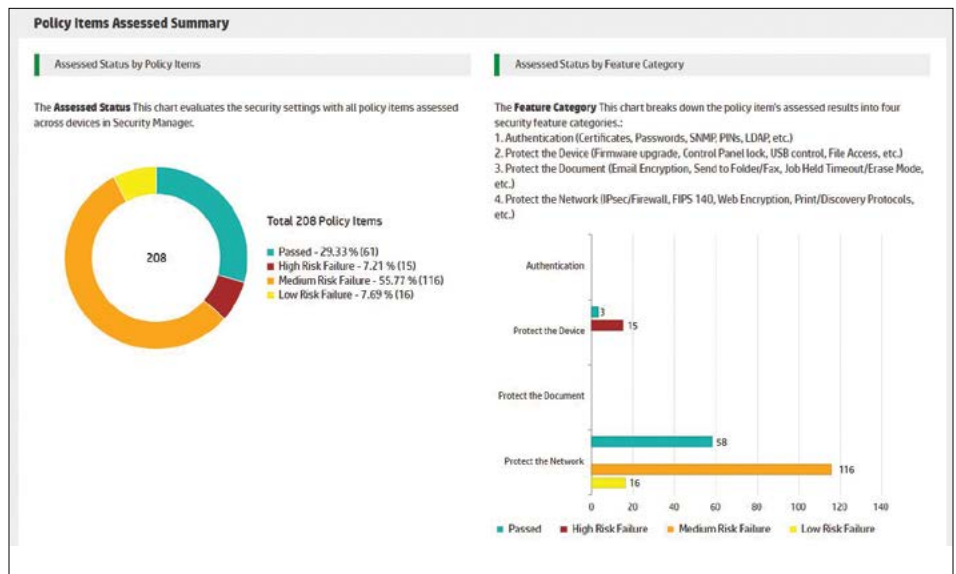 Policy Items Assessed Summary
Assessed Status by Policy Items
The Assessed Status This chart evaluates the security settings with all policy items assessed
across devices in Security Manager.
208
Total 208 Policy Items
Passed - 29.33 % (61)
High Risk Failure - 7.21 % (15)
Medium Risk Failure - 55.77 % (116)
Low Risk Failure - 7.69 % (16)
Assessed Status by Feature Category
The Feature Category This chart breaks down the policy item's assessed results into four
security feature categories.:
1. Authentication (Certificates, Passwords, SNMP, PINs, LDAP, etc.)
2. Protect the Device (Firmware upgrade, Control Panel lock, USB control, File Access, etc.)
3. Protect the Document (Email Encryption, Send to Folder/Fax, Job Held Timeout/Erase Mode,
etc.)
4. Protect the Network (IPsec/Firewall, FIPS 140, Web Encryption, Print/Discovery Protocols,
etc.)
Authentication
Protect the Device
3
15
Protect the Document
Protect the Network
58
116
16
0 20 40 60 80 100 120 140
Passed High Risk Failure Medium Risk Failure Low Risk Failure